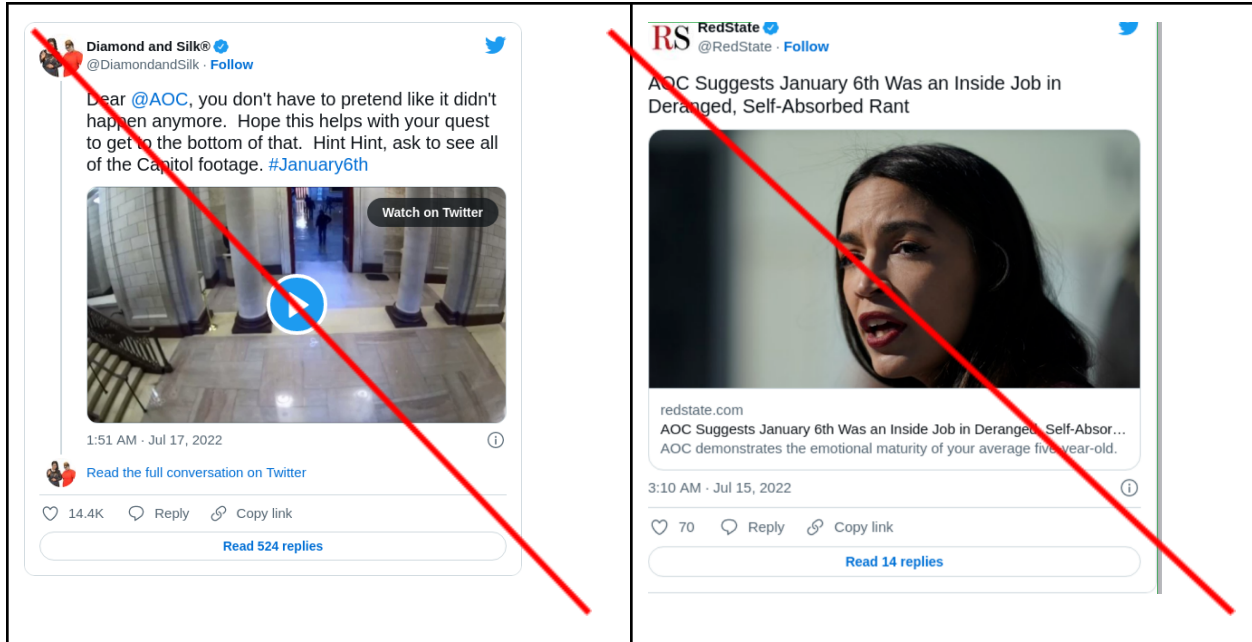 Diamond and Silk®
@DiamondandSilk · Follow
Dear @AOC, you don't have to pretend like it didn't
happen anymore.  Hope this helps with your quest
to get to the bottom of that.  Hint Hint, ask to see all
of the Capitol footage. #January6th
Watch on Twitter
1:51 AM · Jul 17, 2022
Read the full conversation on Twitter
14.4K Reply Copy link
Read 524 replies
RS
RedState
@RedState · Follow
AOC Suggests January 6th Was an Inside Job in
Deranged, Self-Absorbed Rant
redstate.com
AOC Suggests January 6th Was an Inside Job in Deranged, Self-Absor...
AOC demonstrates the emotional maturity of your average five-year-old.
3:10 AM · Jul 15, 2022
70 Reply Copy link
Read 14 replies